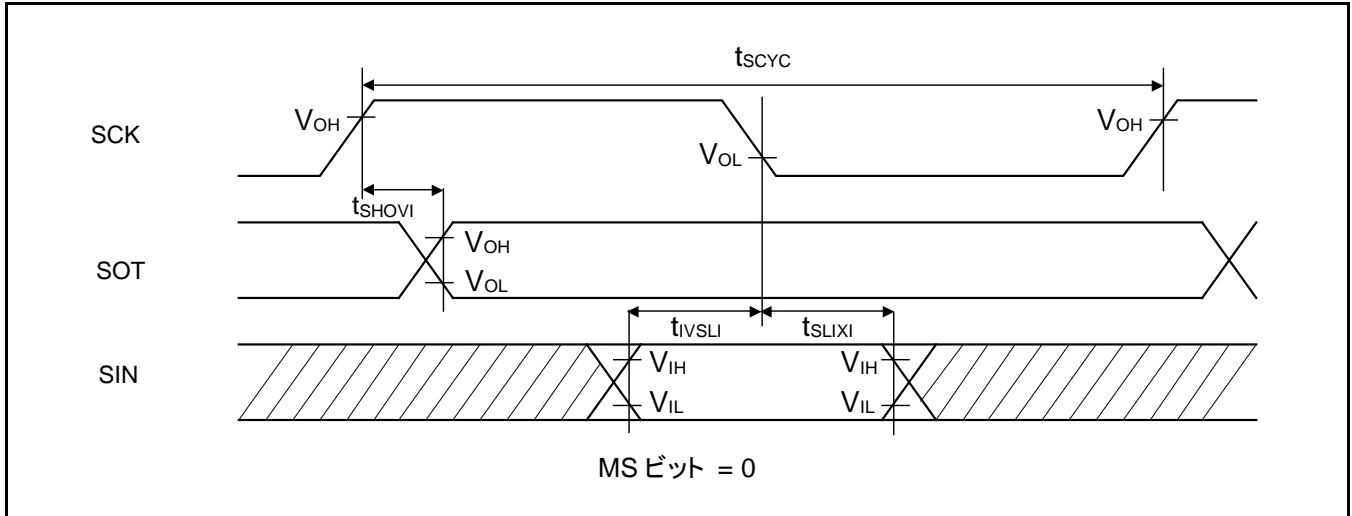 tSCYC
SCK
VOH
VOL
VOH
tSHOVI
SOT
VOH
VOL
tIVSLI
tSLIXI
SIN
VIH
VIL
VIH
VIL
MS ビット = 0